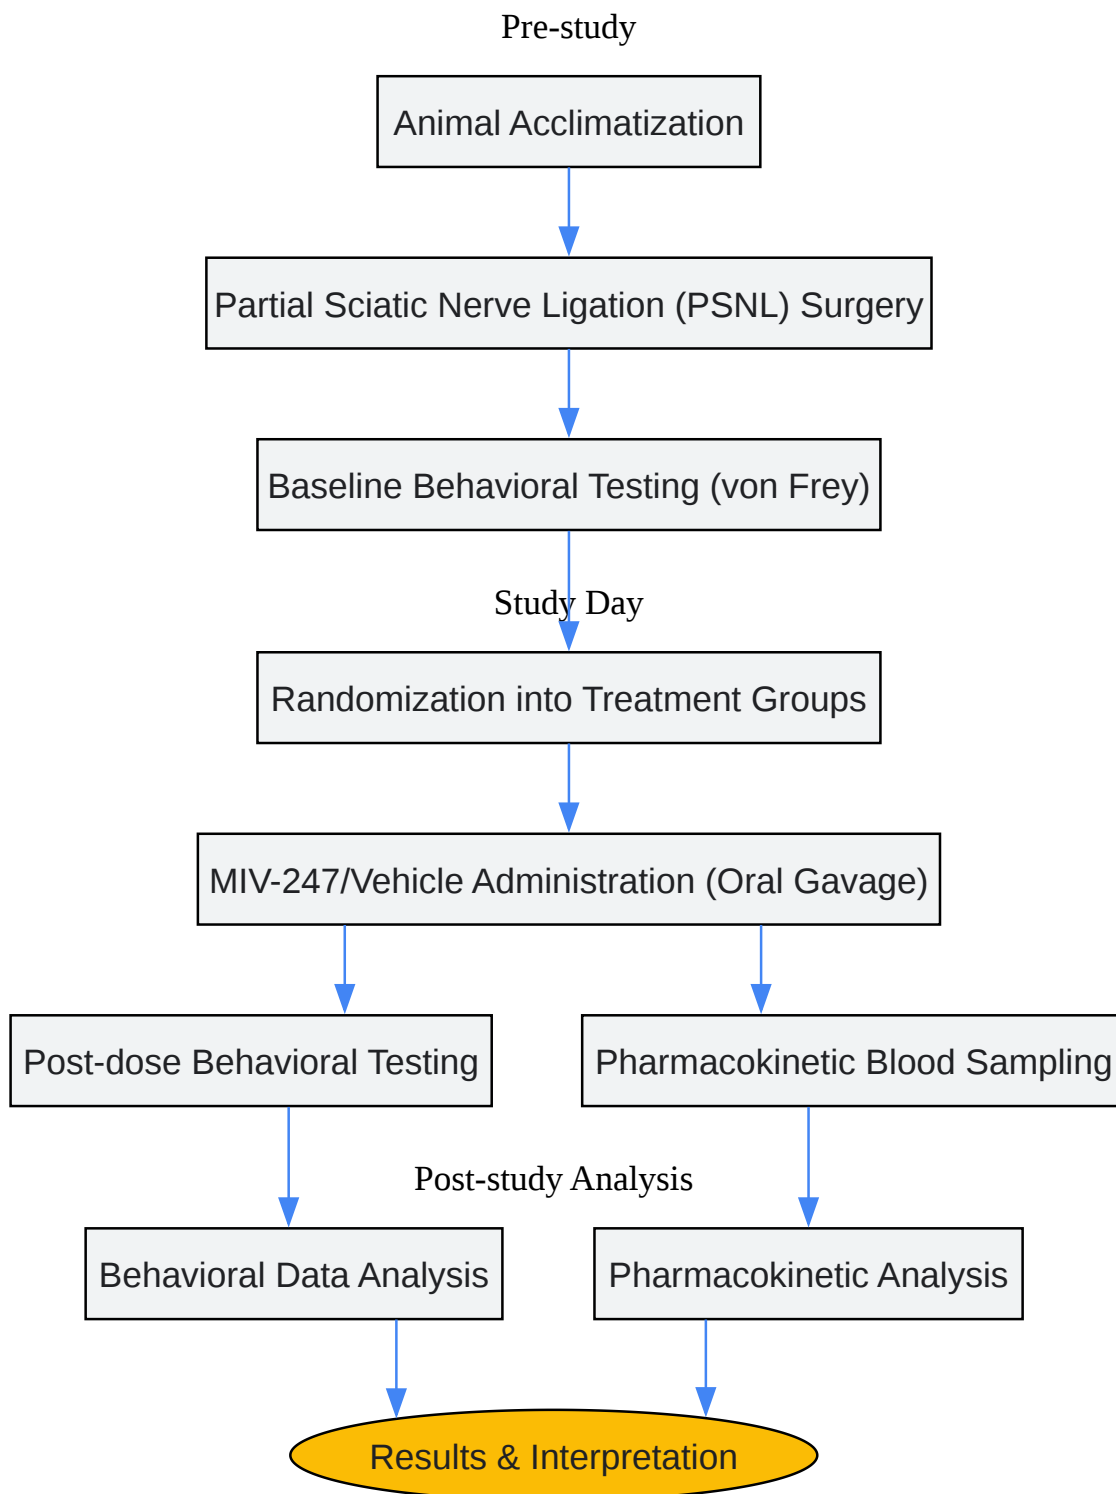 Pre-study
Animal Acclimatization
Partial Sciatic Nerve Ligation (PSNL) Surgery
Baseline Behavioral Testing (von Frey)
Study Day
Randomization into Treatment Groups
MIV-247/Vehicle Administration (Oral Gavage)
Post-dose Behavioral Testing
Pharmacokinetic Blood Sampling
Post-study Analysis
Behavioral Data Analysis
Pharmacokinetic Analysis
Results & Interpretation